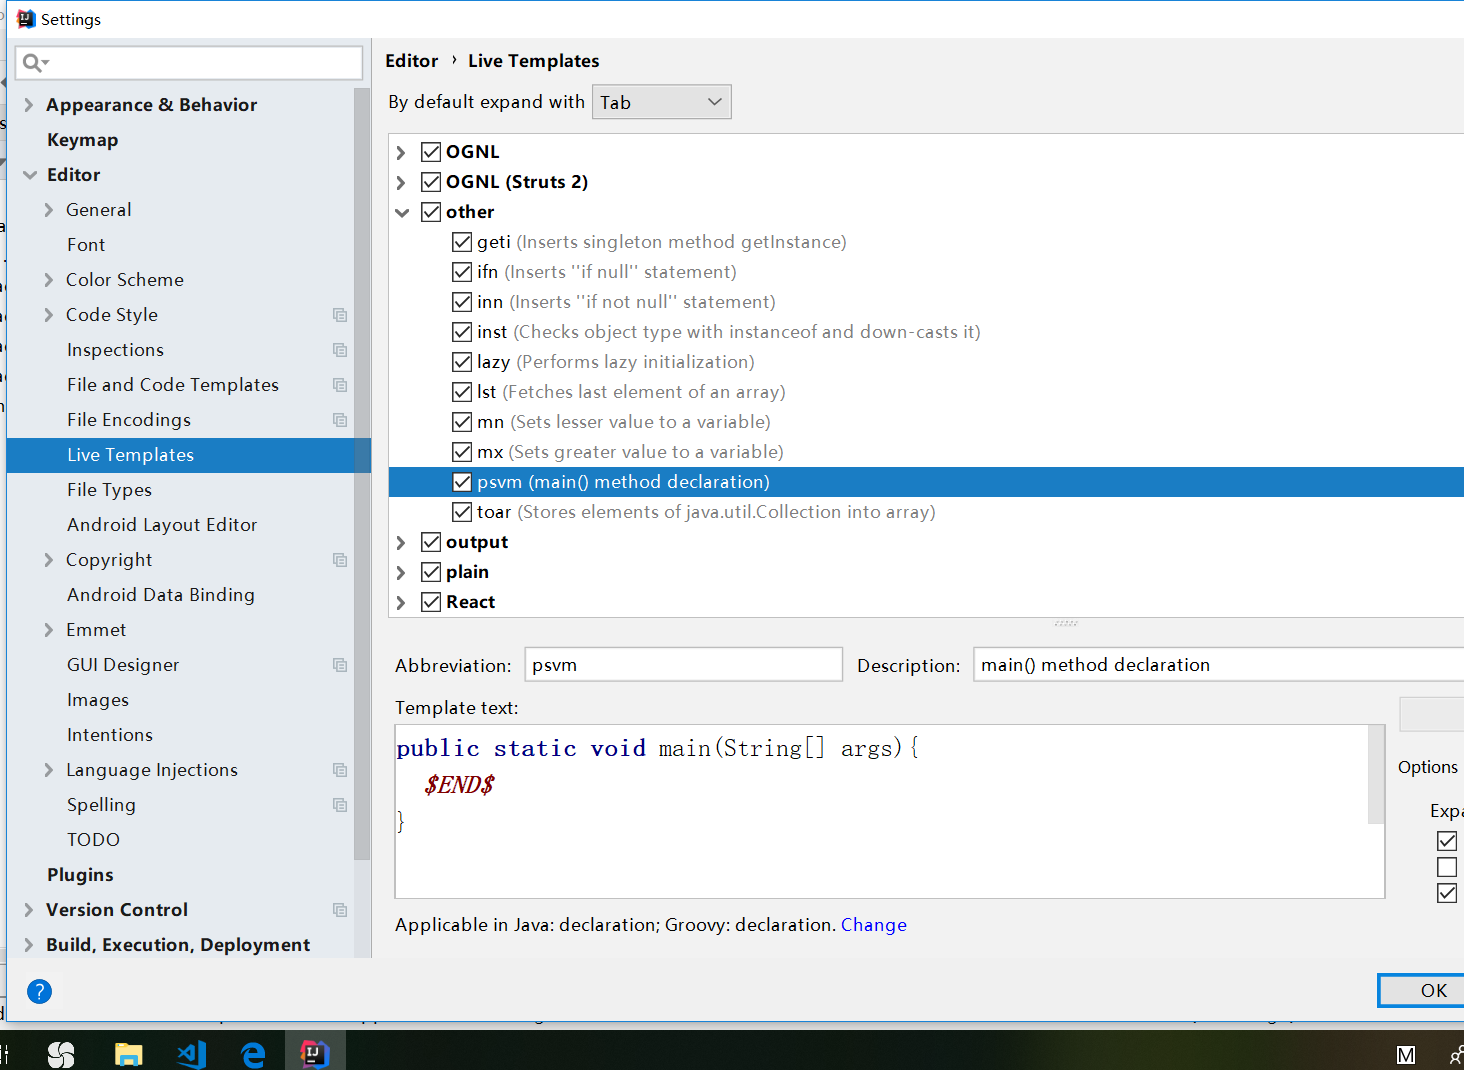 Settings
Appearance & Behavior
Keymap
Editor
General
Font
Color Scheme
Code Style
Inspections
File and Code Templates
File Encodings
Live Templates
File Types
Android Layout Editor
Copyright
Android Data Binding
Emmet
GUI Designer
Images
Intentions
Language Injections
Spelling
TODO
Plugins
Version Control
Build, Execution, Deployment
Editor › Live Templates
By default expand with Tab
OGNL
OGNL (Struts 2)
other
geti (Inserts singleton method getInstance)
ifn (Inserts ''if null'' statement)
inn (Inserts ''if not null'' statement)
inst (Checks object type with instanceof and down-casts it)
lazy (Performs lazy initialization)
lst (Fetches last element of an array)
mn (Sets lesser value to a variable)
mx (Sets greater value to a variable)
psvm (main() method declaration)
toar (Stores elements of java.util.Collection into array)
output
plain
React
Abbreviation: psvm Description: main() method declaration
Template text:
public static void main(String[] args){
$END$
}
Options
Expa
Applicable in Java: declaration; Groovy: declaration. Change
?
OK
IJ
M